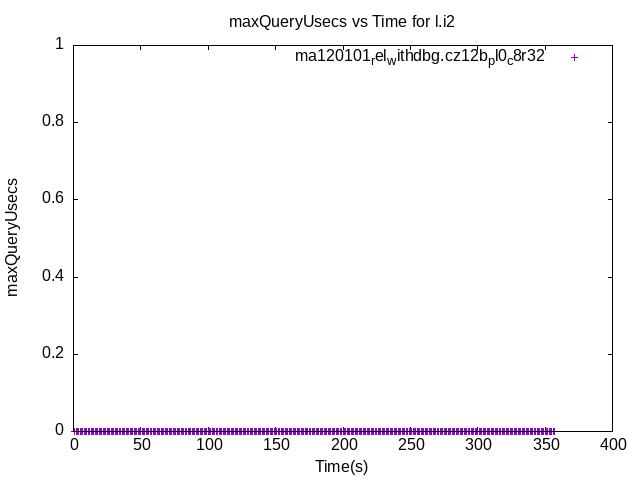 maxQueryUsecs vs Time for l.i2
ma120101_rel_withdbg.cz12b_pl0_c8r32
1
0.8
0.6
0.4
0.2
0
maxQueryUsecs
0 50 100 150 200 250 300 350 400
Time(s)